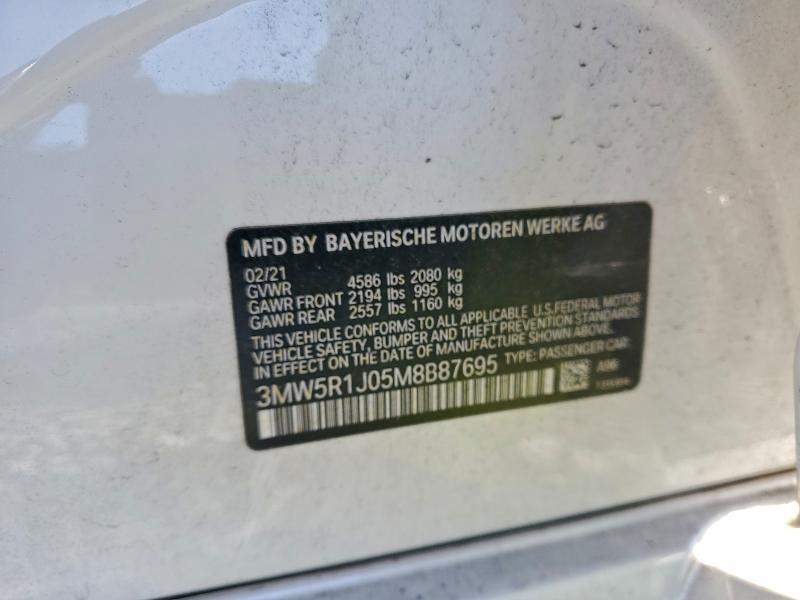 MFD BY BAYERISCHE MOTOREN WERKE AG
02/21
GVWR 4586 lbs 2080 kg
GAWR FRONT 2194 lbs 995 kg
GAWR REAR 2557 lbs 1160 kg
THIS VEHICLE CONFORMS TO ALL APPLICABLE U.S.FEDERAL MOTOR
VEHICLE SAFETY, BUMPER AND THEFT PREVENTION STANDARDS
IN EFFECT ON THE DATE OF MANUFACTURE SHOWN ABOVE.
3MW5R1J05M8B87695 TYPE: PASSENGER CAR
A96